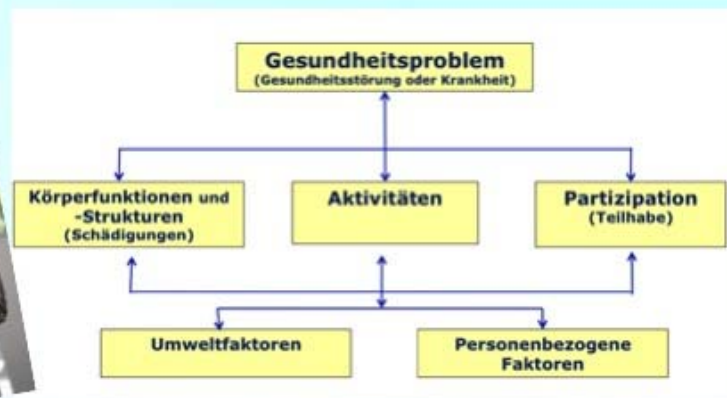 Gesundheitsproblem
(Gesundheitsstörung oder Krankheit)
Körperfunktionen und
-Strukturen
(Schädigungen)
Aktivitäten
Partizipation
(Teilhabe)
Umweltfaktoren
Personenbezogene
Faktoren